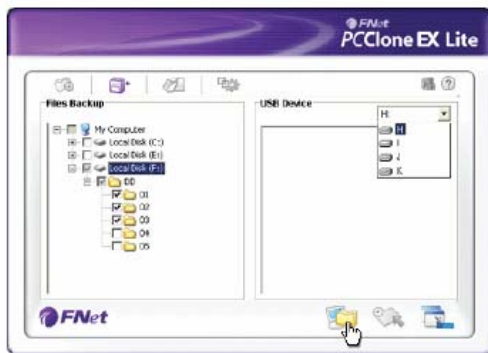 FNet
PCClone EX Lite
Files Backup
USB Device
H:
My Computer
Local Disk (C:)
Local Disk (E:)
Local Disk (F:)
DD
01
02
03
04
05
H
I
J
K
FNet